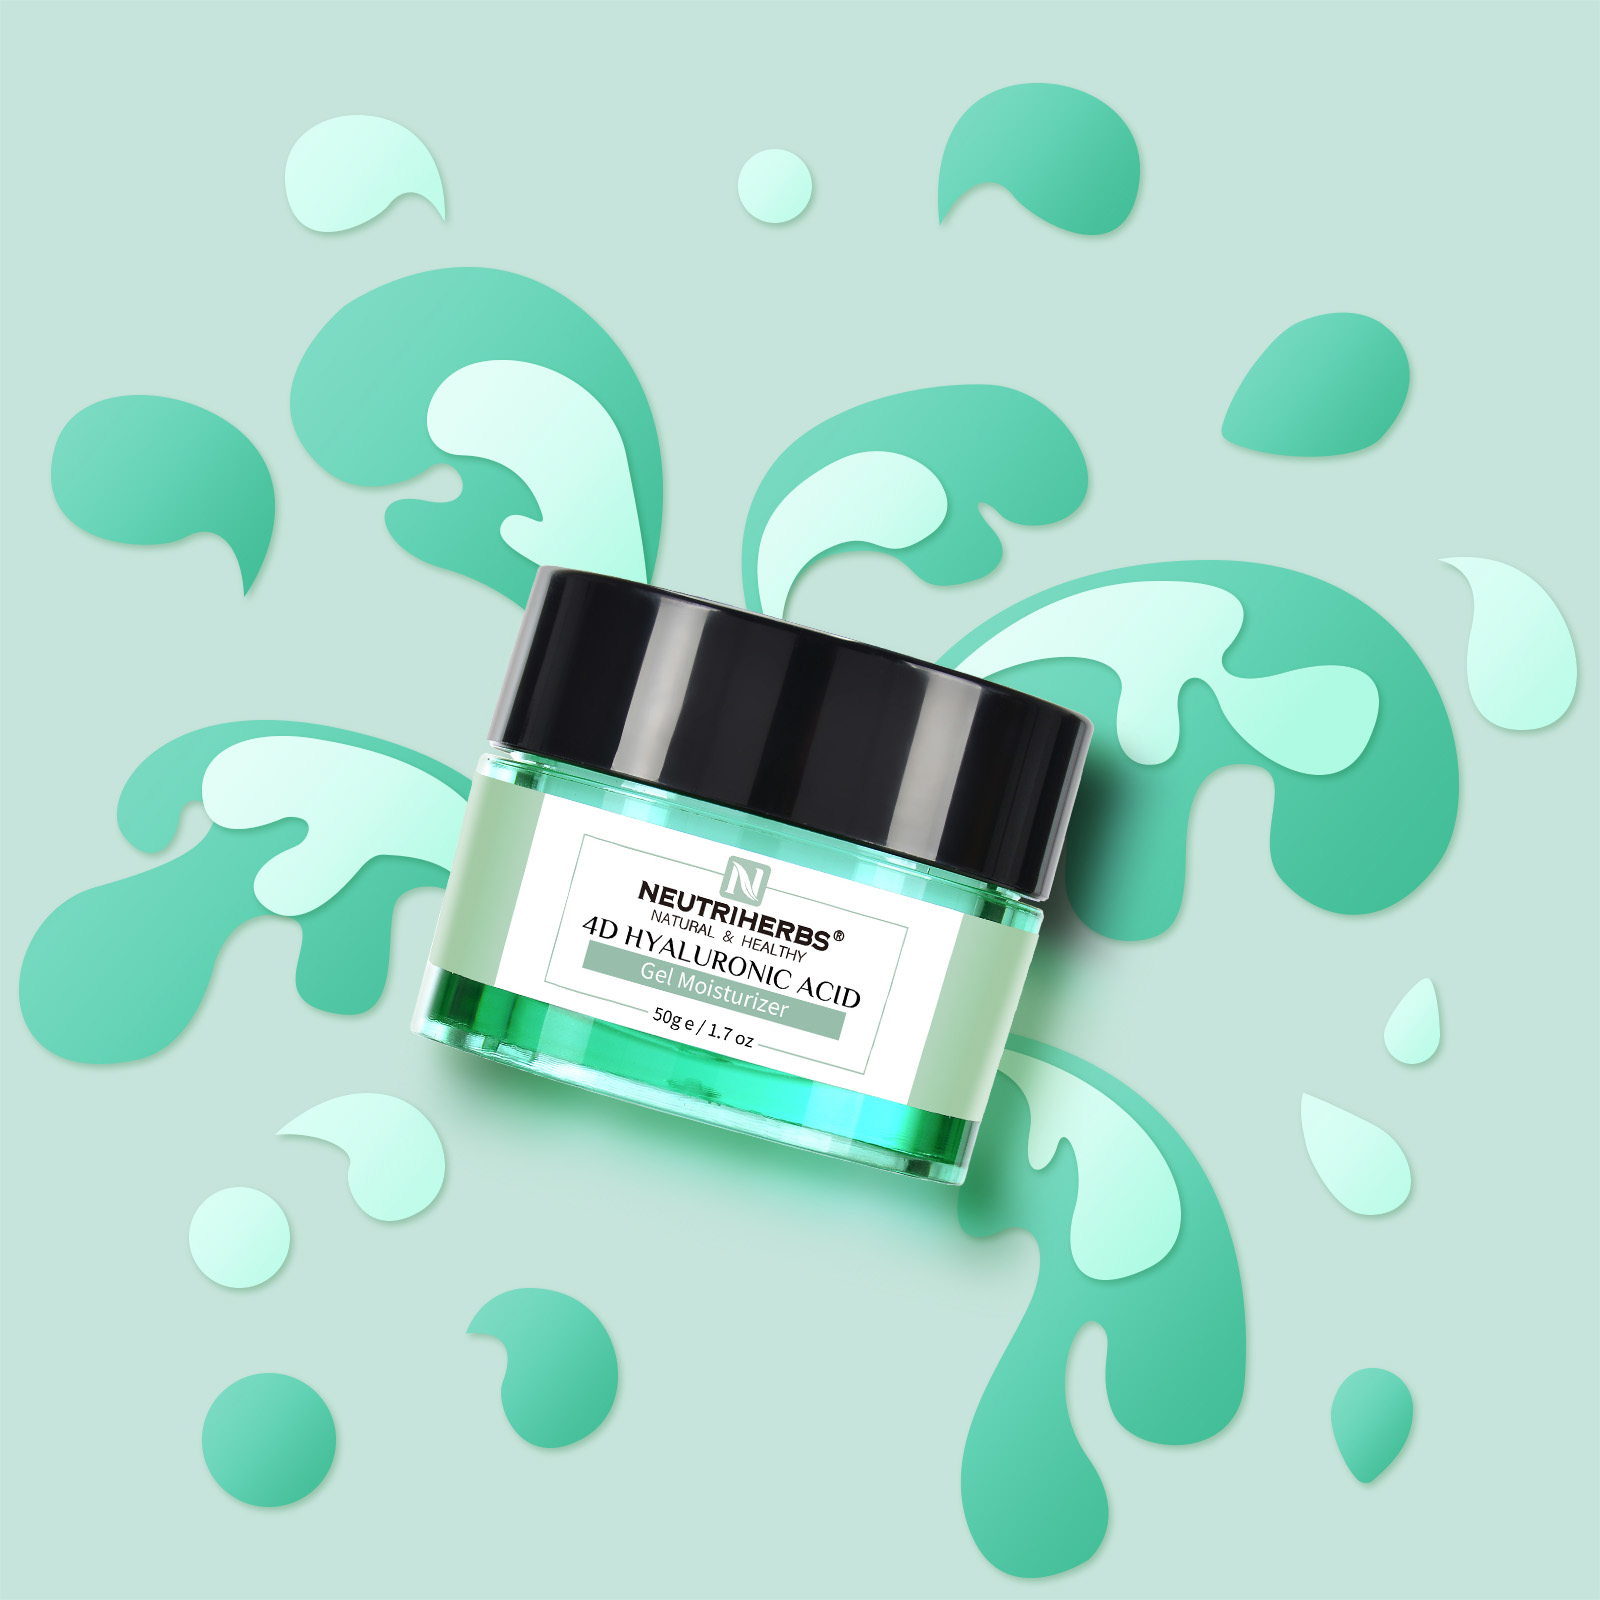 N
NEUTRIHERBS®
NATURAL & HEALTHY
4D HYALURONIC ACID
Gel Moisturizer
50g e / 1.7 oz